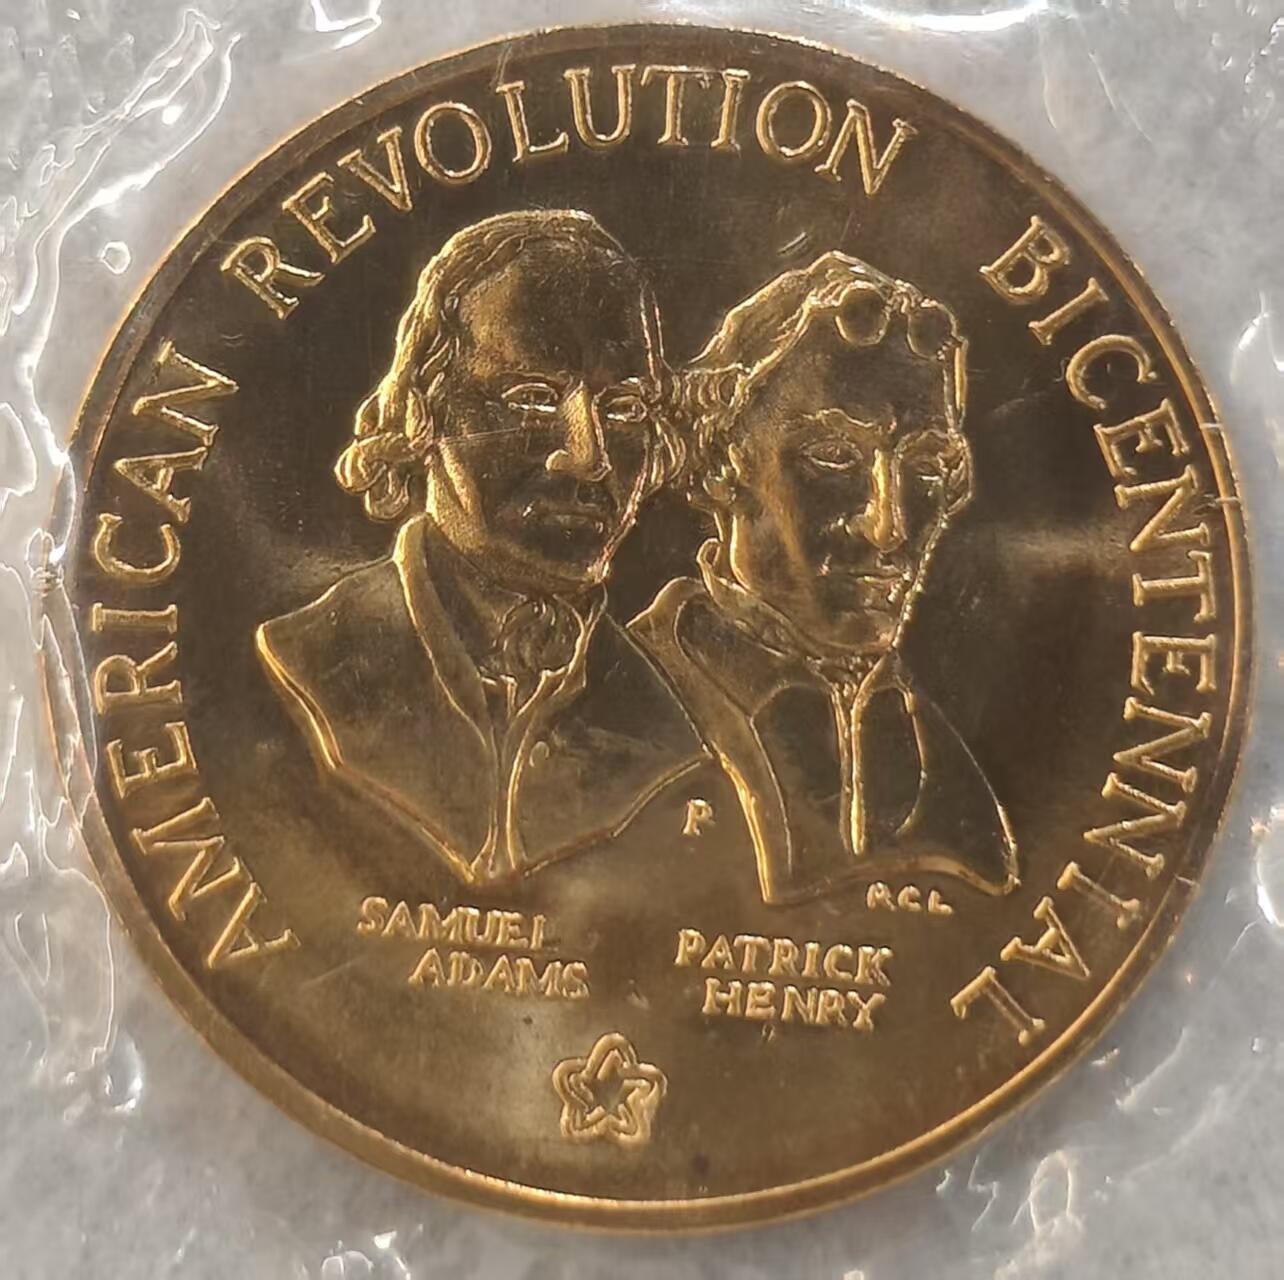 AMERICAN REVOLUTION BICENTENNIAL
P
RCL
SAMUEL
ADAMS
PATRICK
HENRY